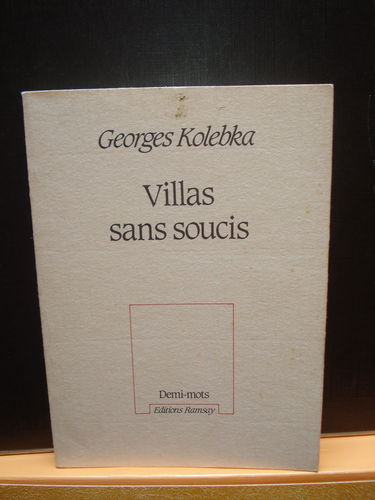 Georges Kolebka
Villas
sans soucis
Demi-mots
Editions Ramsay